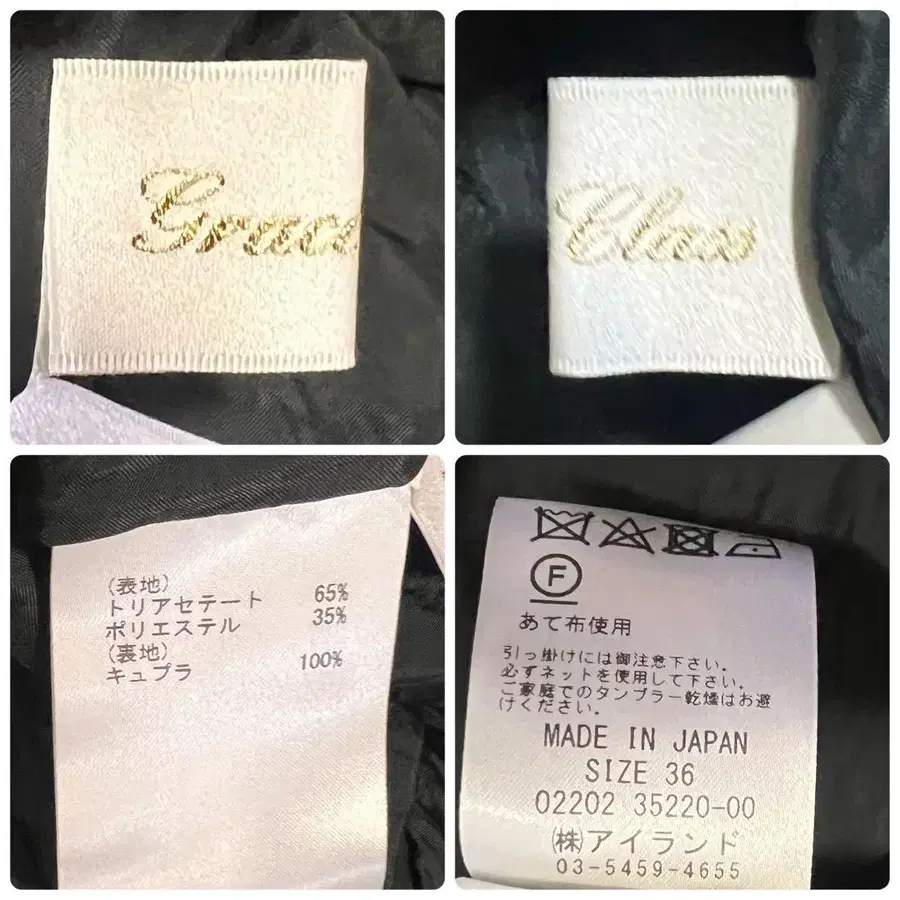 Grace
Class
(表地)
トリアセテート 65%
ポリエステル 35%
(裏地)
キュプラ 100%
F
あて布使用
引っ掛けには御注意下さい。
必ずネットを使用して下さい。
ご家庭でのタンブラー乾燥はお避
けください。
MADE IN JAPAN
SIZE 36
02202 35220-00
(株)アイランド
03-5459-4655